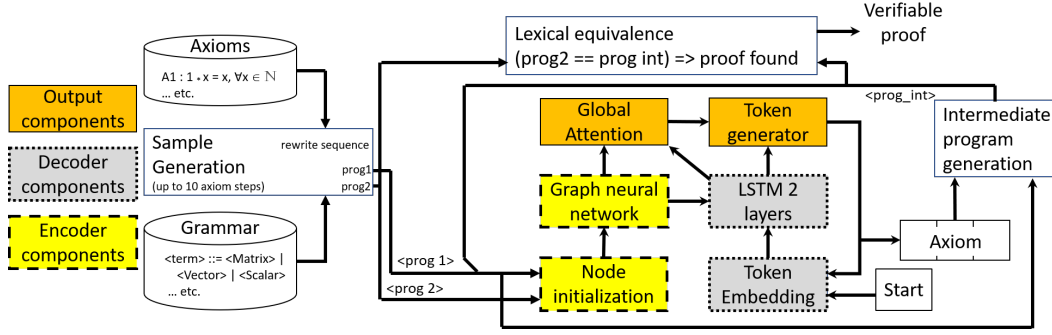 Output
components
Decoder
components
Encoder
components
Axioms
A1 : 1 * x = x, ∀x ∈ ℕ
... etc.
Sample
Generation
(up to 10 axiom steps)
rewrite sequence
prog1
prog2
Grammar
<term> ::= <Matrix> |
<Vector> | <Scalar>
... etc.
<prog 1>
<prog 2>
Lexical equivalence
(prog2 == prog int) => proof found
Verifiable
proof
<prog_int>
Global
Attention
Token
generator
Graph neural
network
LSTM 2
layers
Node
initialization
Token
Embedding
Intermediate
program
generation
Axiom
Start